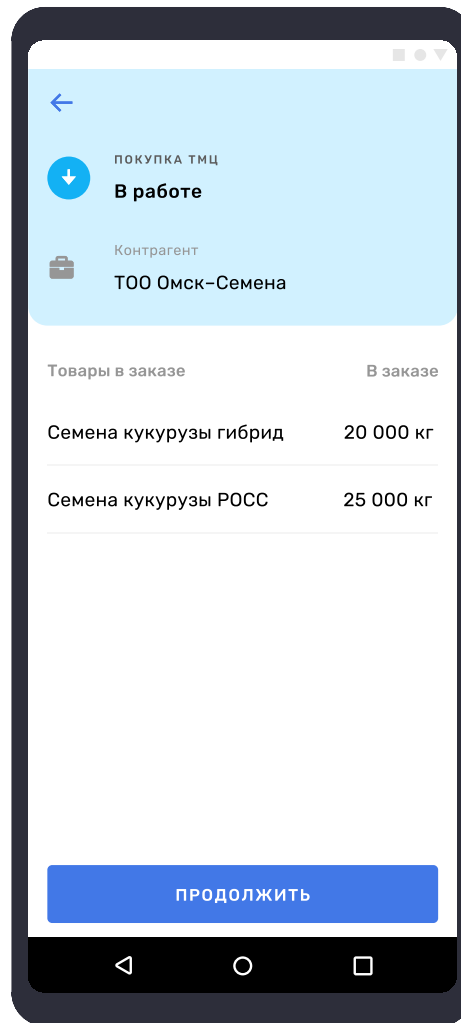 ПОКУПКА ТМЦ
В работе
Контрагент
ТОО Омск–Семена
Товары в заказе В заказе
Семена кукурузы гибрид 20 000 кг
Семена кукурузы РОСС 25 000 кг
ПРОДОЛЖИТЬ